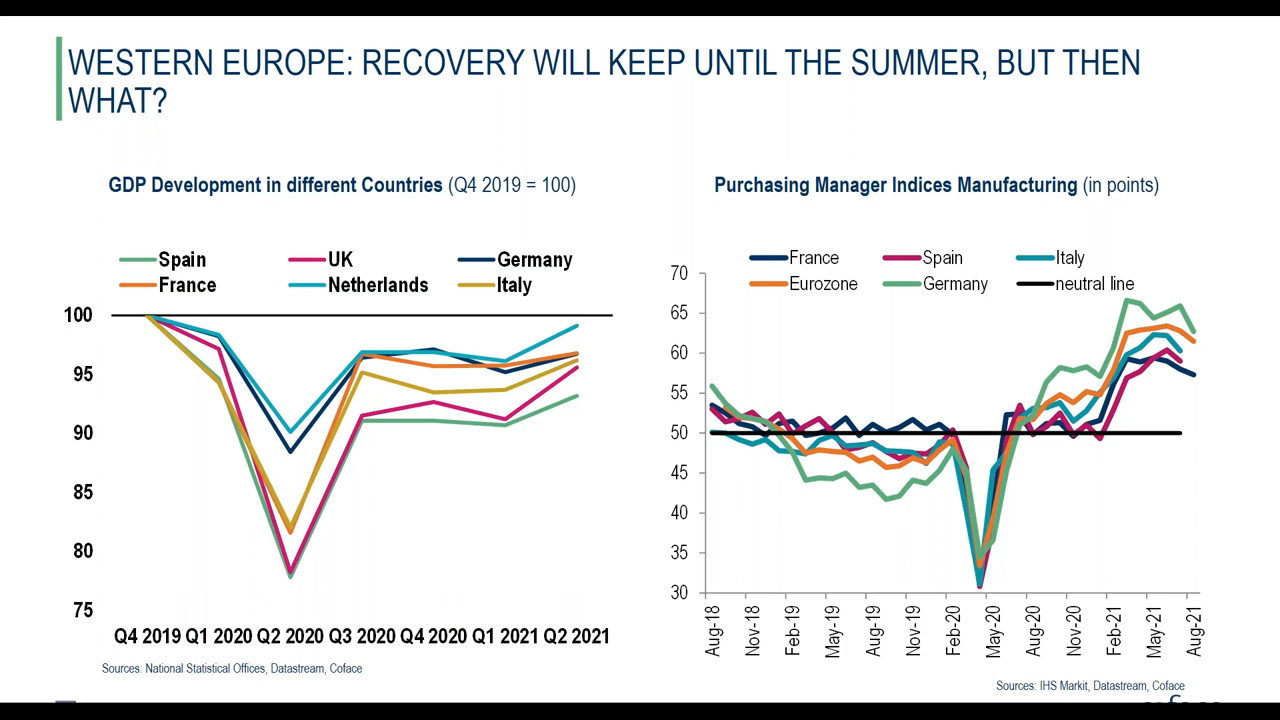 WESTERN EUROPE: RECOVERY WILL KEEP UNTIL THE SUMMER, BUT THEN
WHAT?
GDP Development in different Countries (Q4 2019 = 100)
Spain UK Germany
France Netherlands Italy
100
95
90
85
80
75
Q4 2019 Q1 2020 Q2 2020 Q3 2020 Q4 2020 Q1 2021 Q2 2021
Sources: National Statistical Offices, Datastream, Coface
Purchasing Manager Indices Manufacturing (in points)
France Spain Italy
Eurozone Germany neutral line
70
65
60
55
50
45
40
35
30
Aug-18 Nov-18 Feb-19 May-19 Aug-19 Nov-19 Feb-20 May-20 Aug-20 Nov-20 Feb-21 May-21 Aug-21
Sources: IHS Markit, Datastream, Coface